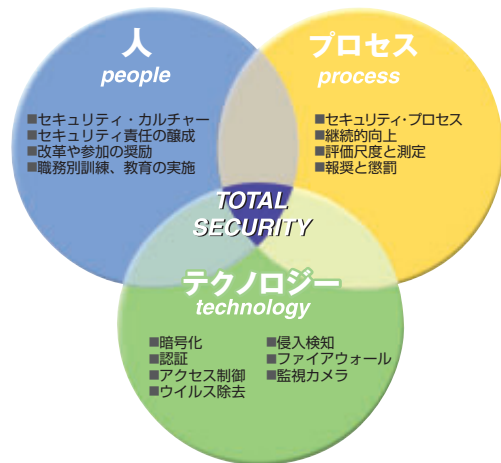 人
people
■セキュリティ・カルチャー
■セキュリティ責任の醸成
■改革や参加の奨励
■職務別訓練、教育の実施
プロセス
process
■セキュリティ・プロセス
■継続的向上
■評価尺度と測定
■報奨と懲罰
TOTAL
SECURITY
テクノロジー
technology
■暗号化
■認証
■アクセス制御
■ウイルス除去
■侵入検知
■ファイアウォール
■監視カメラ